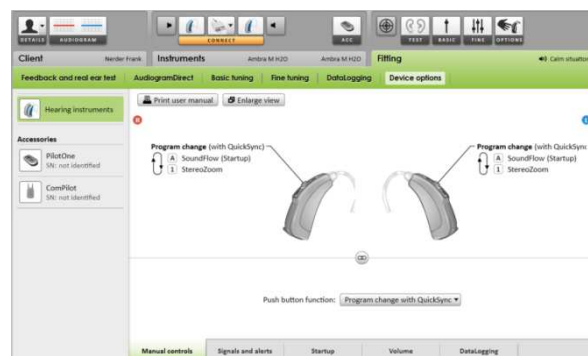 DETAILS AUDIOGRAM CONNECT ACC TEST BASIC FINE OPTIONS
Client Nerder Frank Instruments Ambra M H2O Ambra M H2O Fitting Calm situation
Feedback and real ear test AudiogramDirect Basic tuning Fine tuning DataLogging Device options
Hearing instruments
Print user manual Enlarge view
Accessories
PilotOne
SN: not identified
ComPilot
SN: not identified
R
Program change (with QuickSync)
A SoundFlow (Startup)
1 StereoZoom
Program change (with QuickSync
A SoundFlow (Startup)
1 StereoZoom
Push button function: Program change with QuickSync
Manual controls Signals and alerts Startup Volume DataLogging